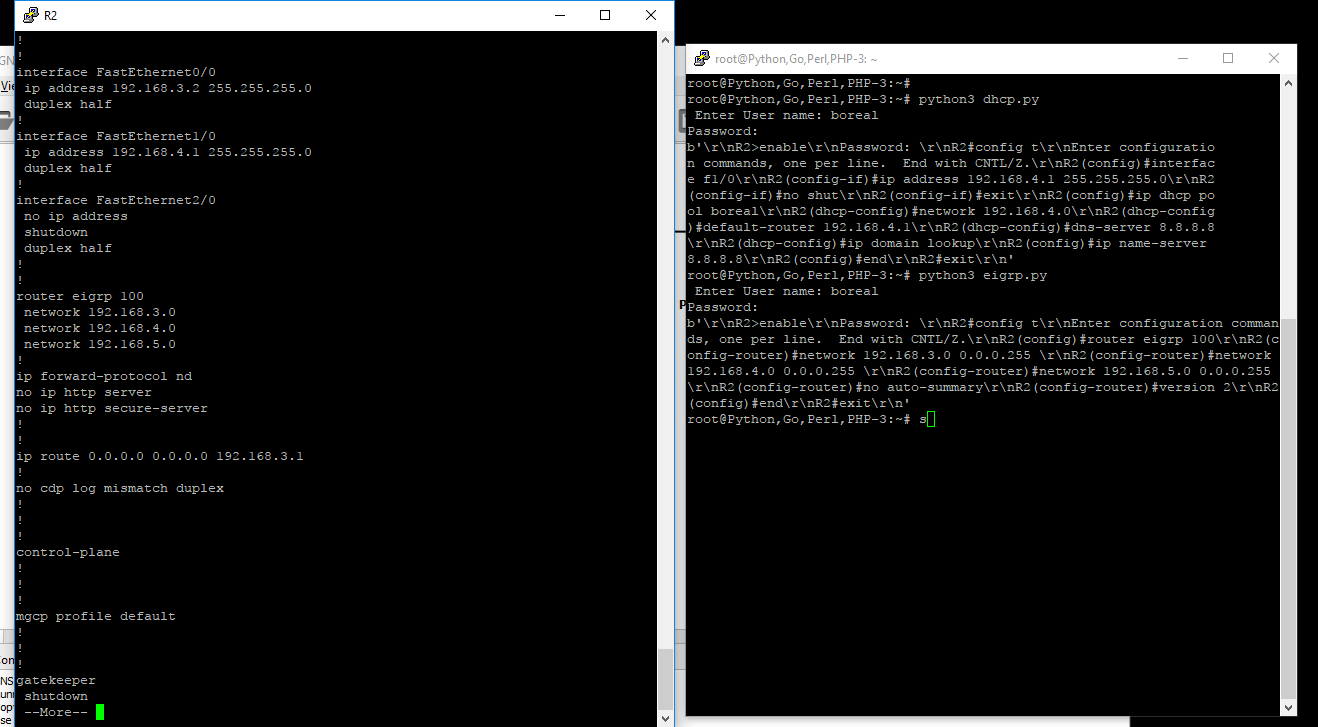 R2
!
!
interface FastEthernet0/0
 ip address 192.168.3.2 255.255.255.0
 duplex half
!
interface FastEthernet1/0
 ip address 192.168.4.1 255.255.255.0
 duplex half
!
interface FastEthernet2/0
 no ip address
 shutdown
 duplex half
!
!
router eigrp 100
 network 192.168.3.0
 network 192.168.4.0
 network 192.168.5.0
!
ip forward-protocol nd
no ip http server
no ip http secure-server
!
!
ip route 0.0.0.0 0.0.0.0 192.168.3.1
!
no cdp log mismatch duplex
!
!
!
control-plane
!
!
!
mgcp profile default
!
!
!
gatekeeper
 shutdown
 --More--
root@Python,Go,Perl,PHP-3: ~
root@Python,Go,Perl,PHP-3:~#
root@Python,Go,Perl,PHP-3:~# python3 dhcp.py
 Enter User name: boreal
Password:
b'\r\nR2>enable\r\nPassword: \r\nR2#config t\r\nEnter configuratio
n commands, one per line.  End with CNTL/Z.\r\nR2(config)#interfac
e f1/0\r\nR2(config-if)#ip address 192.168.4.1 255.255.255.0\r\nR2
(config-if)#no shut\r\nR2(config-if)#exit\r\nR2(config)#ip dhcp po
ol boreal\r\nR2(dhcp-config)#network 192.168.4.0\r\nR2(dhcp-config
)#default-router 192.168.4.1\r\nR2(dhcp-config)#dns-server 8.8.8.8
\r\nR2(dhcp-config)#ip domain lookup\r\nR2(config)#ip name-server
8.8.8.8\r\nR2(config)#end\r\nR2#exit\r\n'
root@Python,Go,Perl,PHP-3:~# python3 eigrp.py
 Enter User name: boreal
Password:
b'\r\nR2>enable\r\nPassword: \r\nR2#config t\r\nEnter configuration comman
ds, one per line.  End with CNTL/Z.\r\nR2(config)#router eigrp 100\r\nR2(c
onfig-router)#network 192.168.3.0 0.0.0.255 \r\nR2(config-router)#network
192.168.4.0 0.0.0.255 \r\nR2(config-router)#network 192.168.5.0 0.0.0.255
\r\nR2(config-router)#no auto-summary\r\nR2(config-router)#version 2\r\nR2
(config)#end\r\nR2#exit\r\n'
root@Python,Go,Perl,PHP-3:~# s